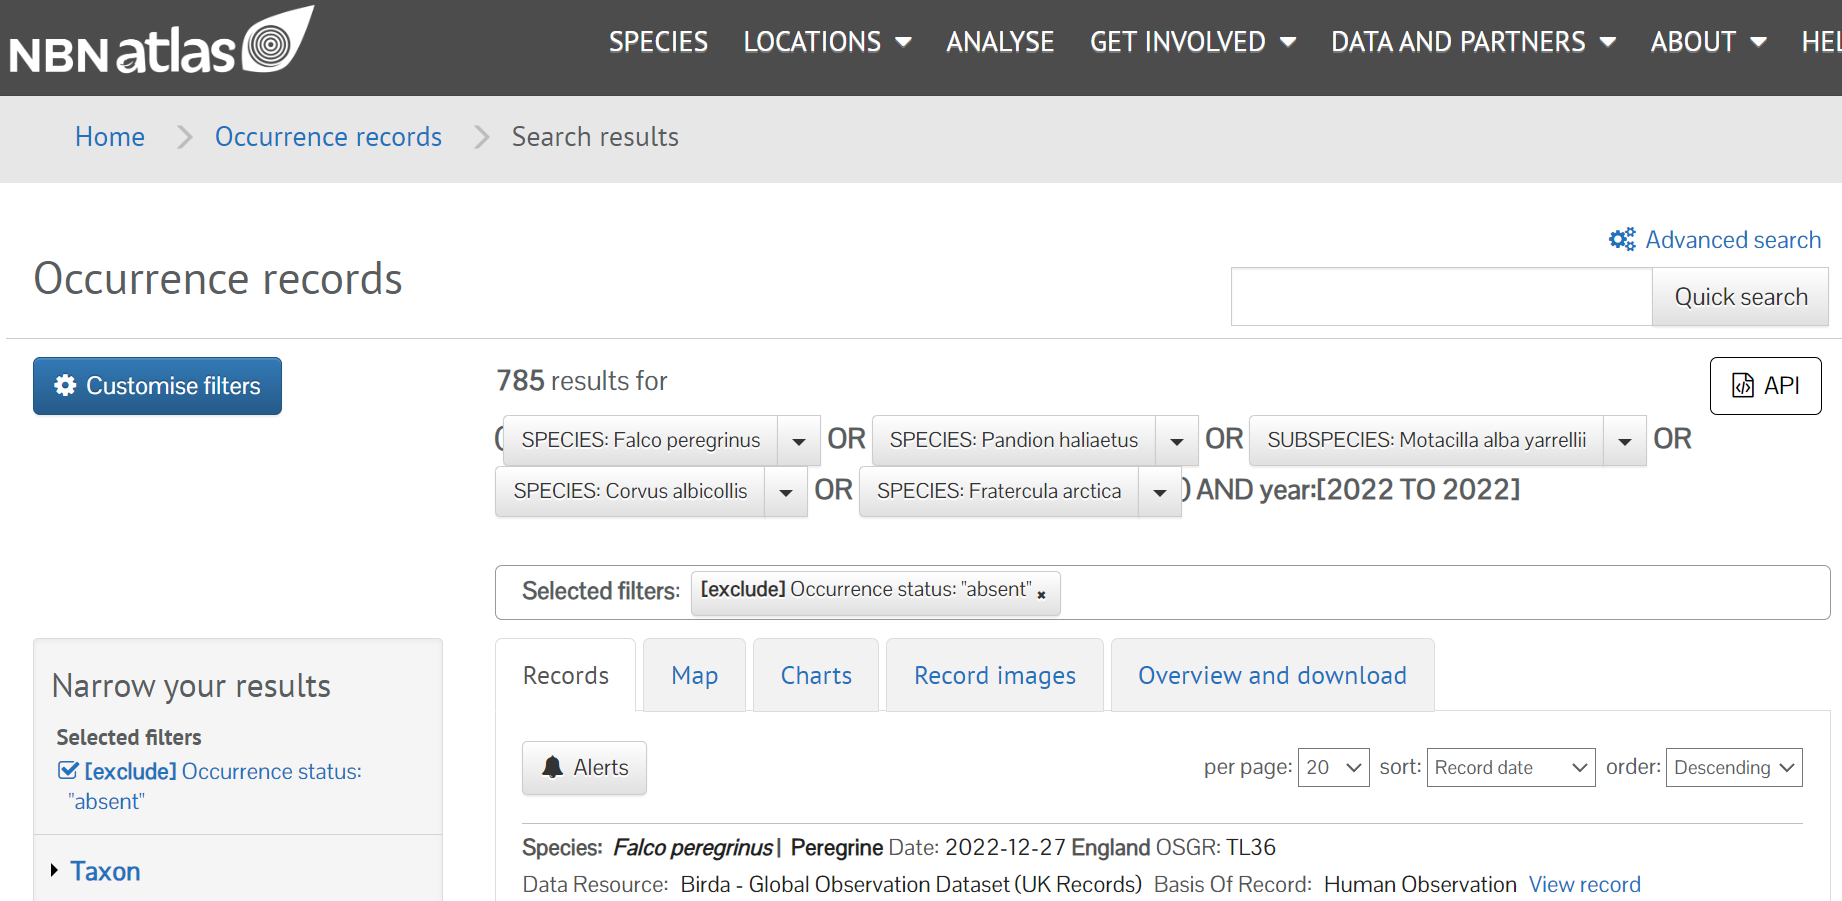 NBN atlas
SPECIES LOCATIONS ANALYSE GET INVOLVED DATA AND PARTNERS ABOUT HEL
Home Occurrence records Search results
Advanced search
Occurrence records
Quick search
Customise filters
785 results for
API
( SPECIES: Falco peregrinus OR SPECIES: Pandion haliaetus OR SUBSPECIES: Motacilla alba yarrellii OR
SPECIES: Corvus albicollis OR SPECIES: Fratercula arctica ) AND year:[2022 TO 2022]
Selected filters: [exclude] Occurrence status: "absent" ×
Narrow your results
Selected filters
[exclude] Occurrence status:
"absent"
Taxon
Records Map Charts Record images Overview and download
Alerts
per page: 20 sort: Record date order: Descending
Species: Falco peregrinus | Peregrine Date: 2022-12-27 England OSGR: TL36
Data Resource: Birda - Global Observation Dataset (UK Records) Basis Of Record: Human Observation View record